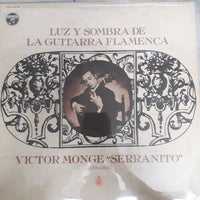 LUZ Y SOMBRA DE
LA GUITARRA FLAMENCA
VICTOR MONGE "SERRANITO"